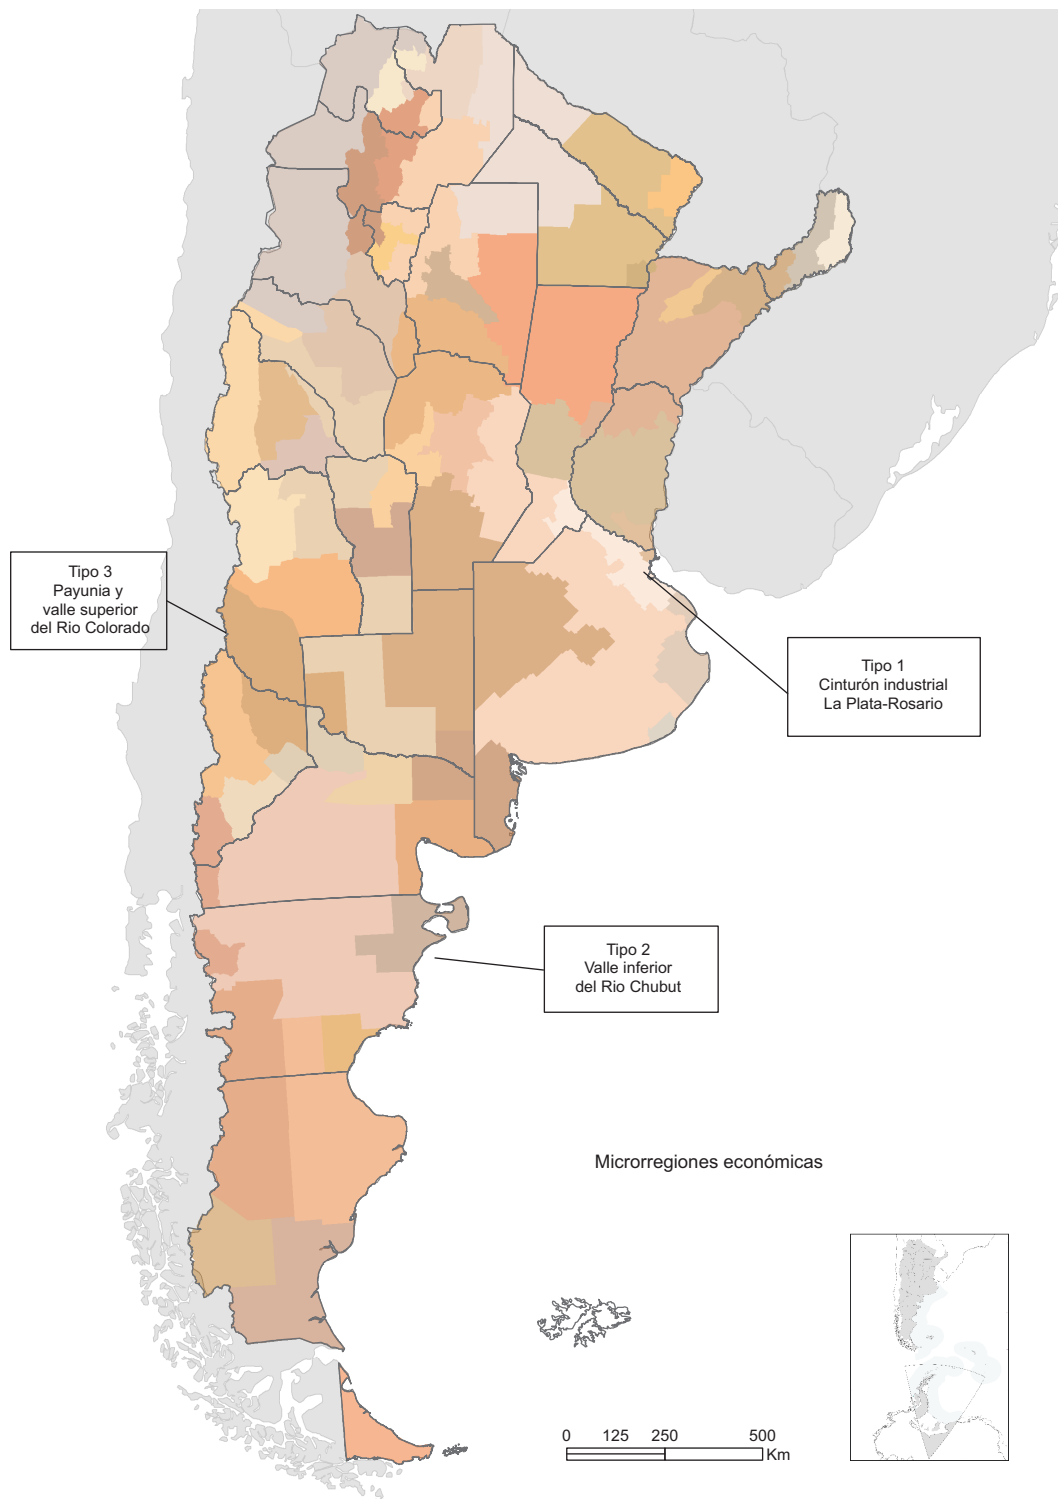 Tipo 3
Payunia y
valle superior
del Rio Colorado
Tipo 1
Cinturón industrial
La Plata-Rosario
Tipo 2
Valle inferior
del Rio Chubut
Microrregiones económicas
0 125 250 500
Km